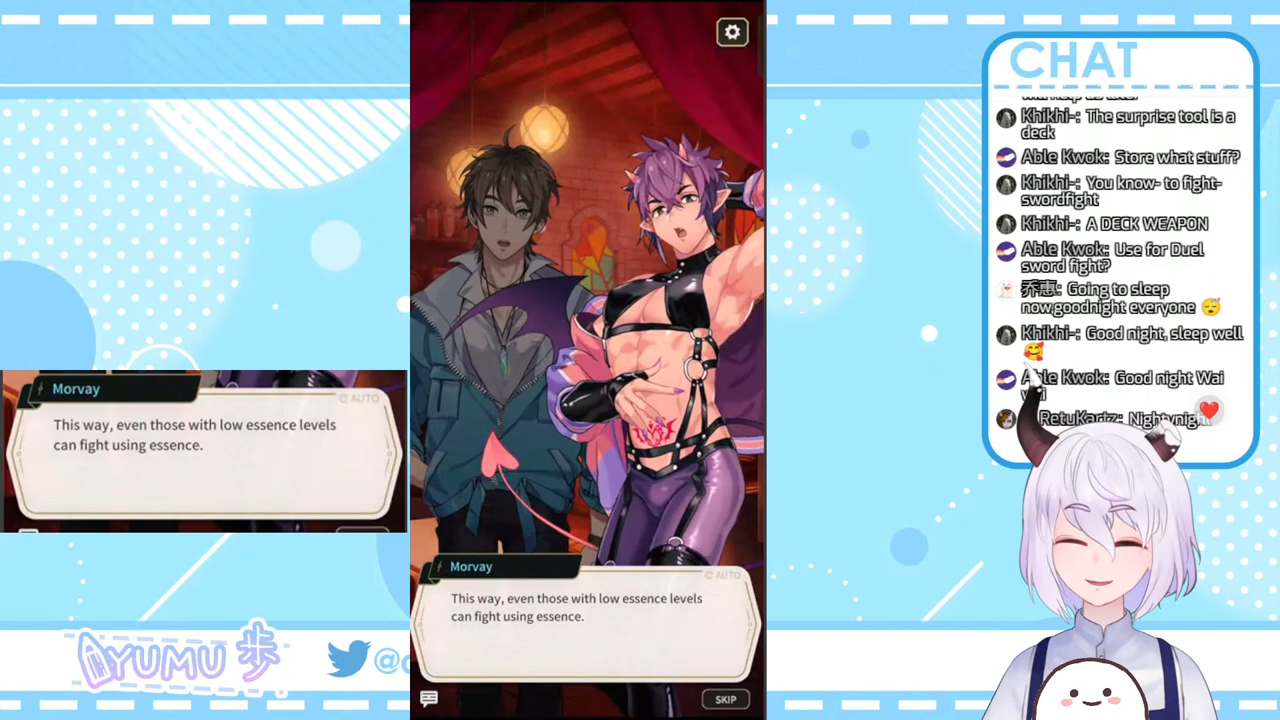 CHAT
Khikhi-: The surprise tool is a
deck
Able Kwok: Store what stuff?
Khikhi-: You know- to fight-
swordfight
Khikhi-: A DECK WEAPON
Able Kwok: Use for Duel
sword fight?
乔惠: Going to sleep
now,goodnight everyone 😴
Khikhi-: Good night, sleep well
🥰
Able Kwok: Good night Wai
Wai
RetuKartz: Nightynight
Morvay
AUTO
This way, even those with low essence levels
can fight using essence.
Morvay
AUTO
This way, even those with low essence levels
can fight using essence.
SKIP
AYUMU 歩
@